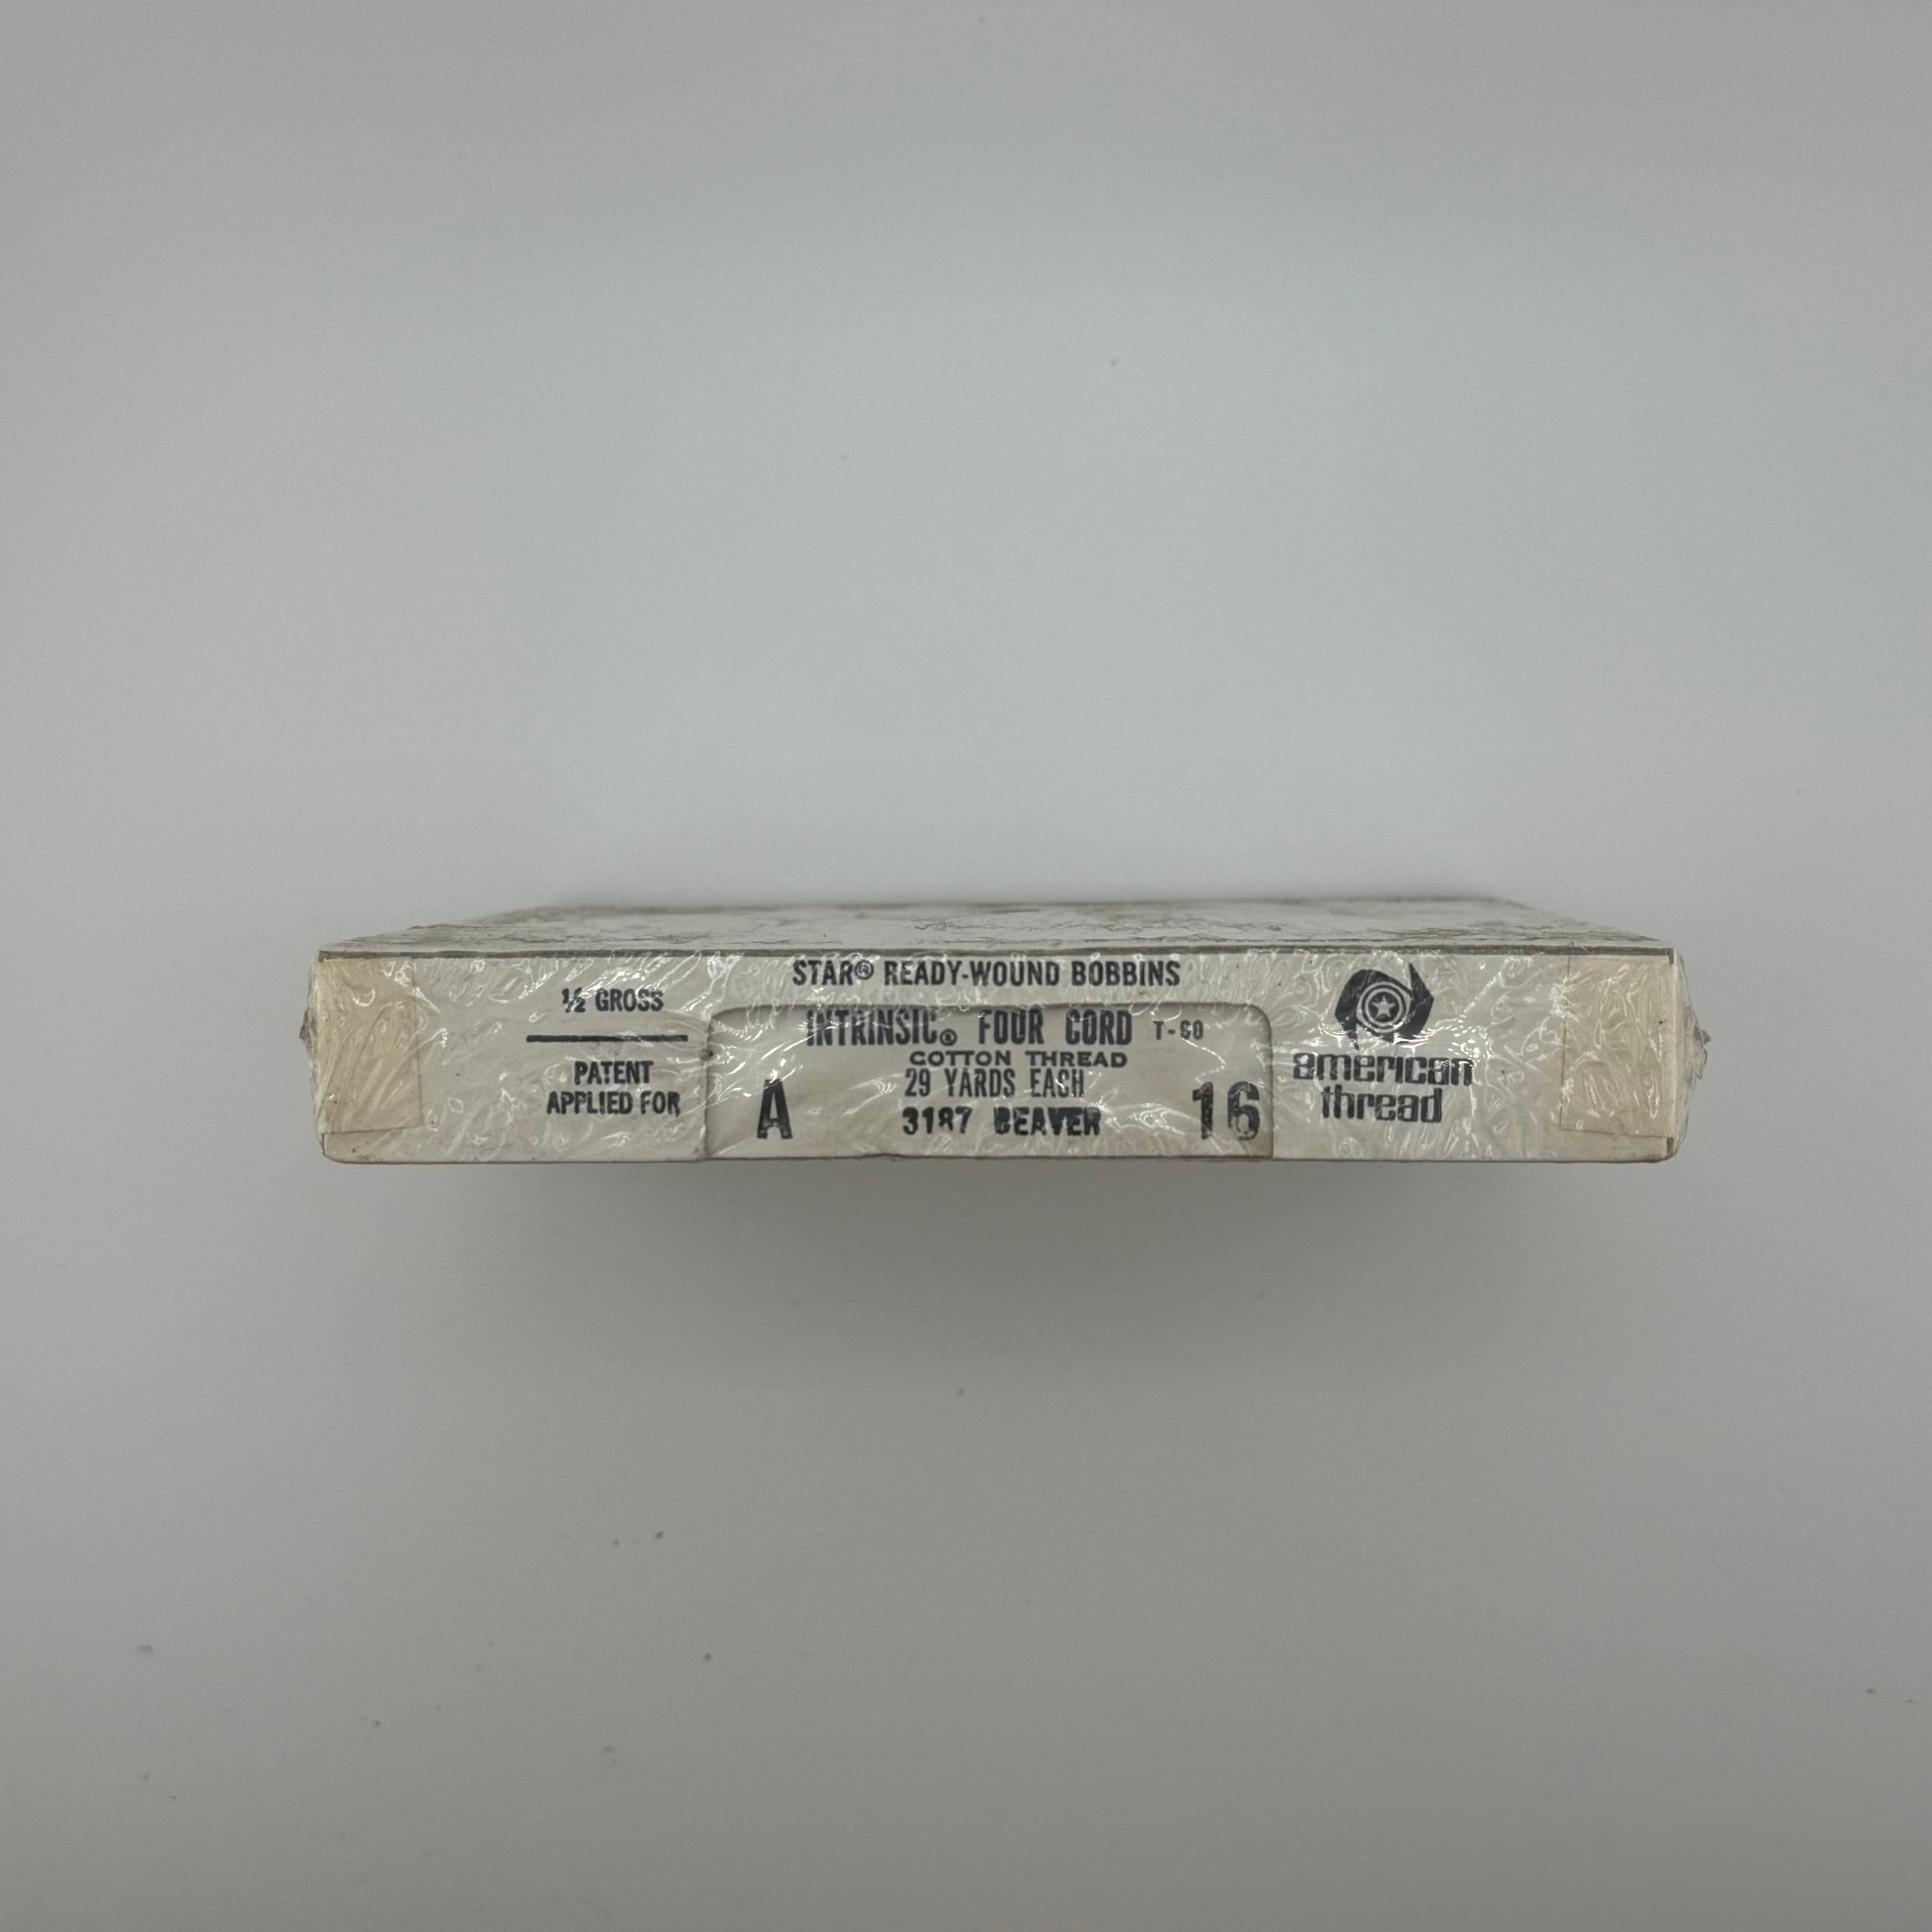 ½ GROSS
PATENT
APPLIED FOR
STAR® READY-WOUND BOBBINS
INTRINSIC® FOUR CORD T-60
COTTON THREAD
29 YARDS EACH
A 3187 BEAVER 16
american
thread